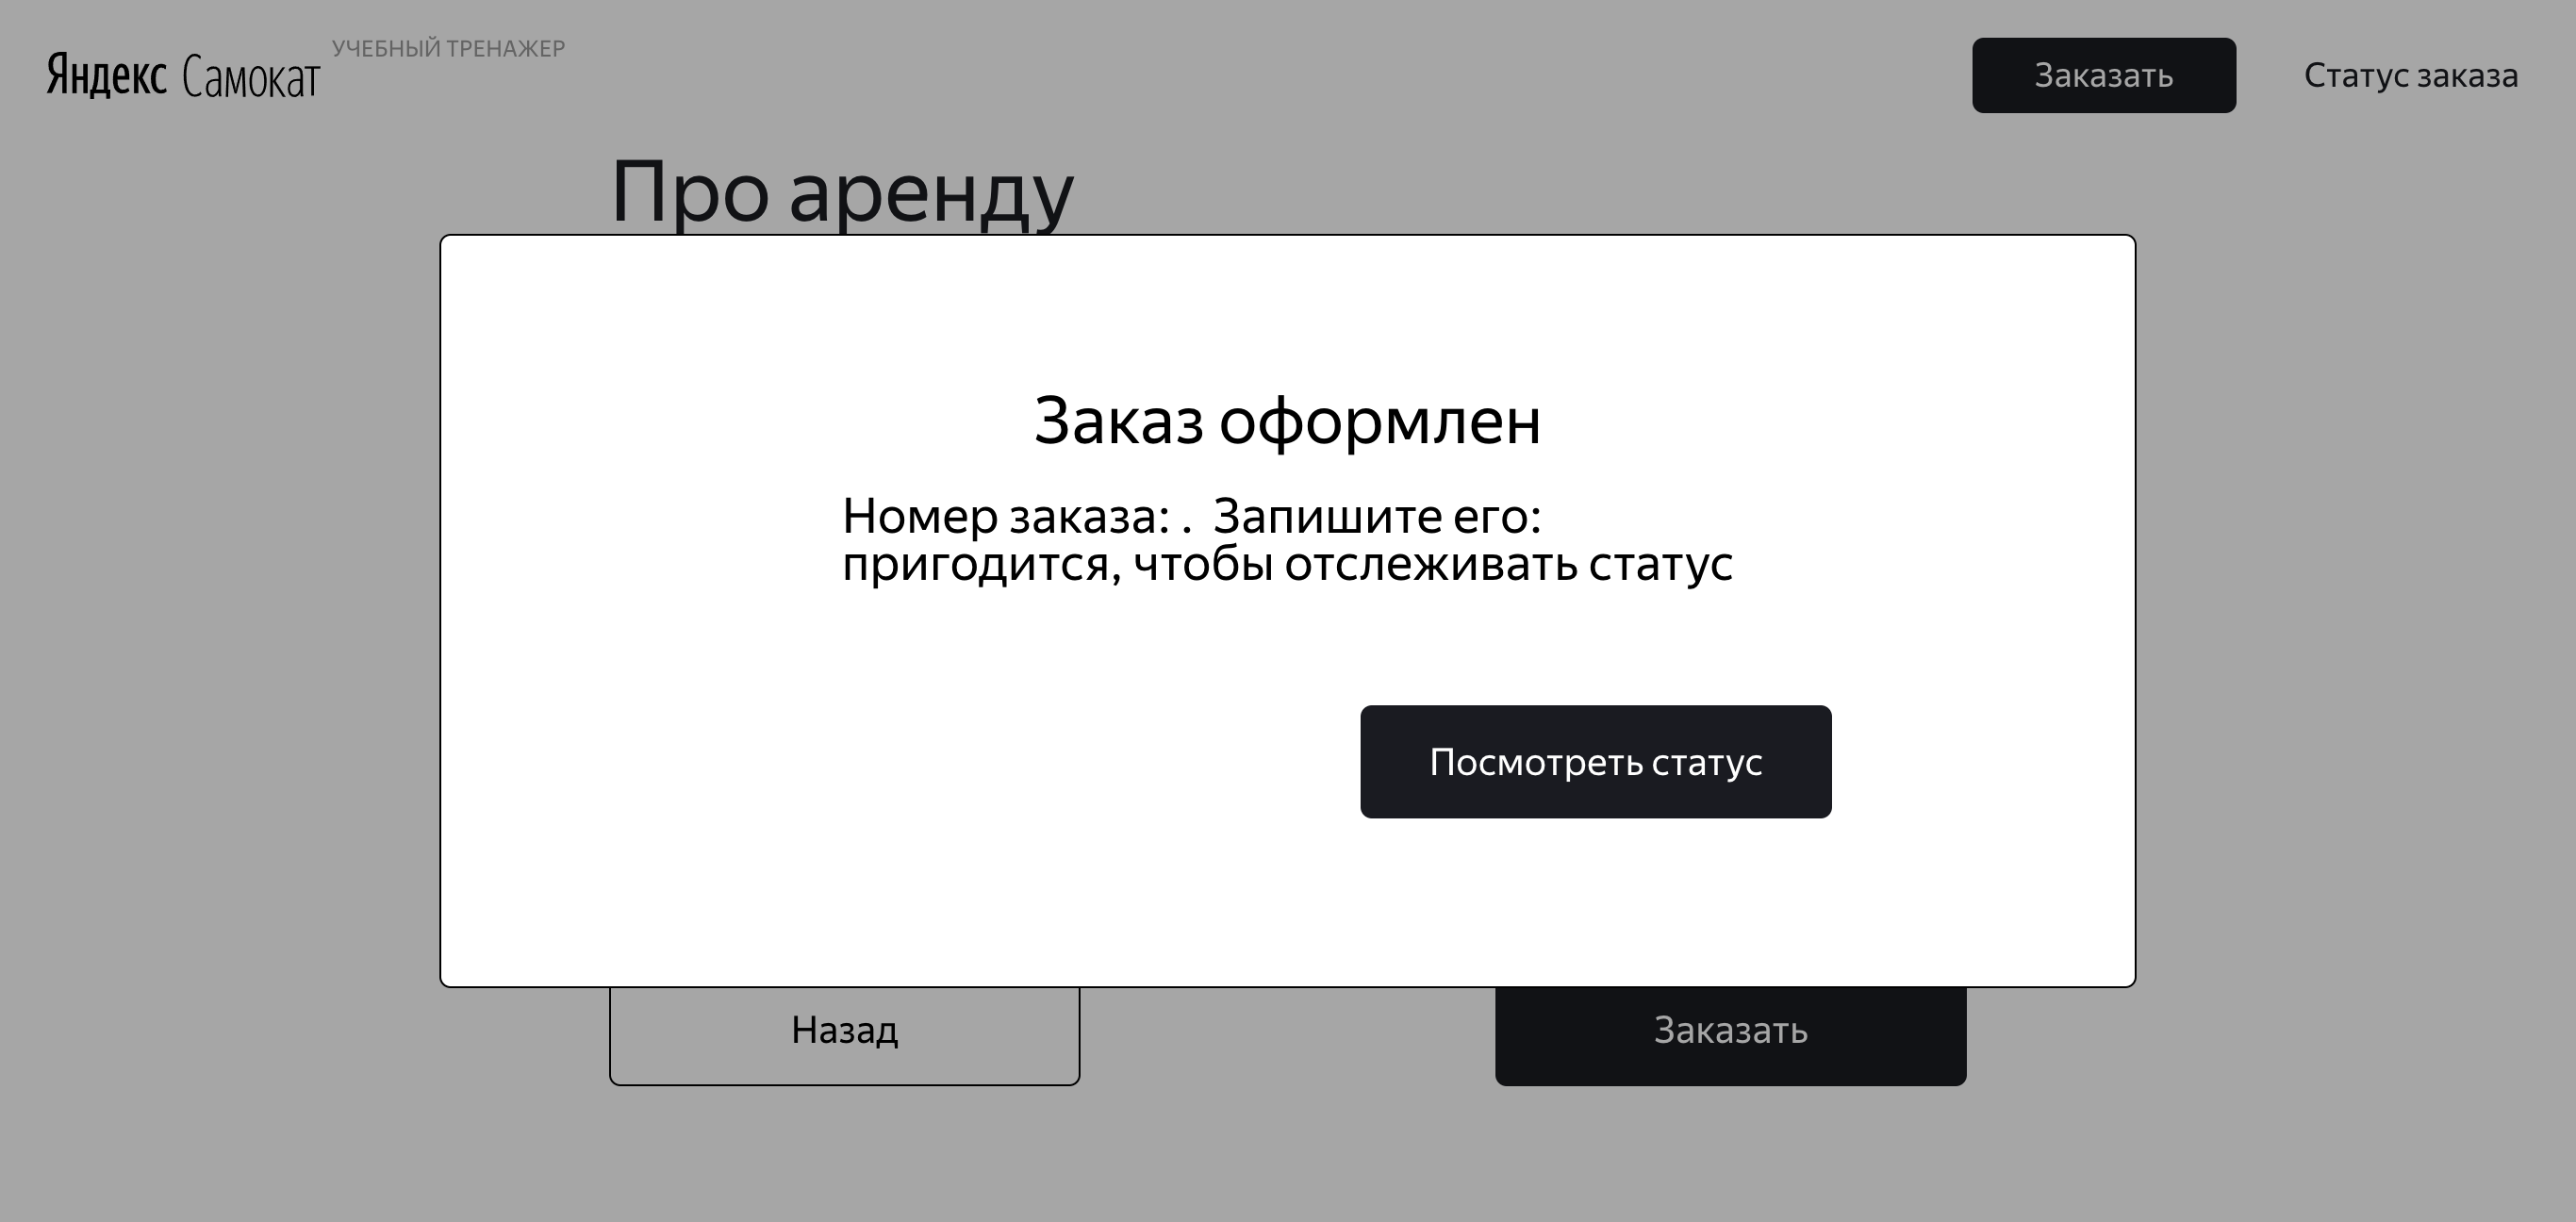 Яндекс Самокат
УЧЕБНЫЙ ТРЕНАЖЕР
Заказать
Статус заказа
Про аренду
Заказ оформлен
Номер заказа: .  Запишите его:
пригодится, чтобы отслеживать статус
Посмотреть статус
Назад
Заказать